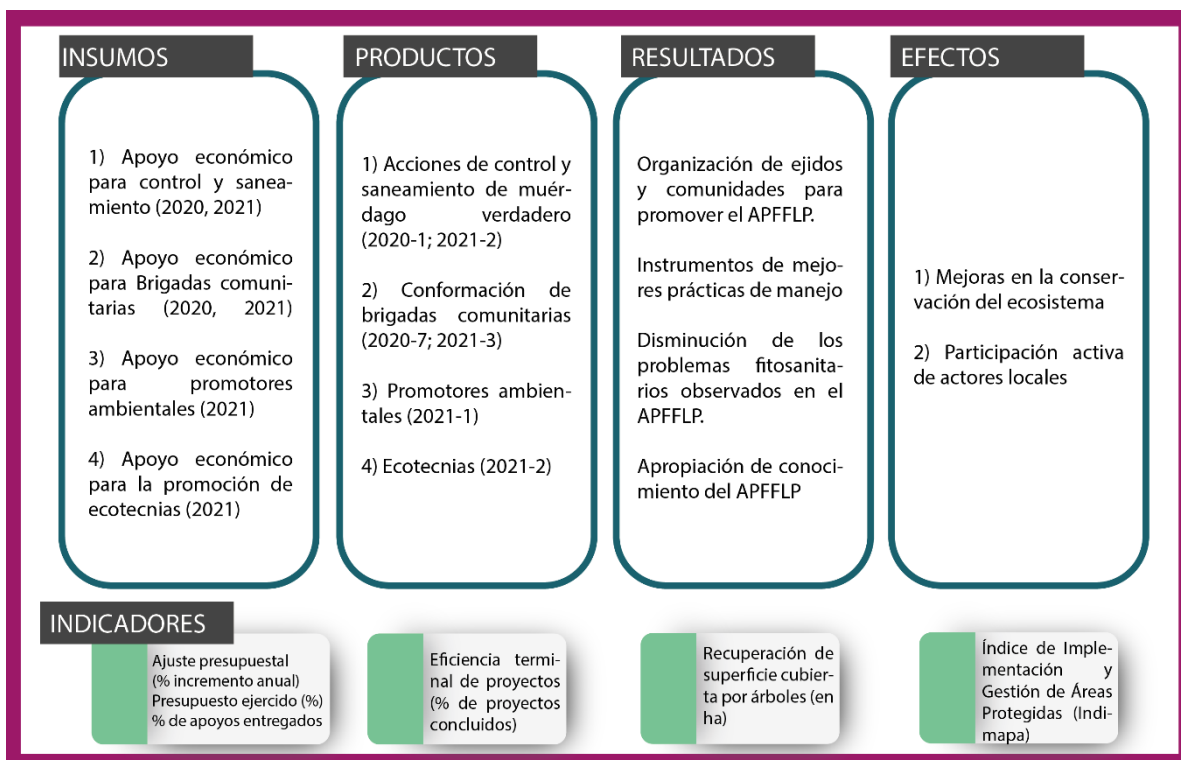 INSUMOS
1) Apoyo económico
para control y sanea-
miento (2020, 2021)
2) Apoyo económico
para Brigadas comuni-
tarias (2020, 2021)
3) Apoyo económico
para promotores
ambientales (2021)
4) Apoyo económico
para la promoción de
ecotecnias (2021)
PRODUCTOS
1) Acciones de control y
saneamiento de muér-
dago verdadero
(2020-1; 2021-2)
2) Conformación de
brigadas comunitarias
(2020-7; 2021-3)
3) Promotores ambien-
tales (2021-1)
4) Ecotecnias (2021-2)
RESULTADOS
Organización de ejidos
y comunidades para
promover el APFFLP.
Instrumentos de mejo-
res prácticas de manejo
Disminución de los
problemas fitosanita-
rios observados en el
APFFLP.
Apropiación de conoci-
miento del APFFLP
EFECTOS
1) Mejoras en la conser-
vación del ecosistema
2) Participación activa
de actores locales
INDICADORES
Ajuste presupuestal
(% incremento anual)
Presupuesto ejercido (%)
% de apoyos entregados
Eficiencia termi-
nal de proyectos
(% de proyectos
concluidos)
Recuperación de
superficie cubier-
ta por árboles (en
ha)
Índice de Imple-
mentación y
Gestión de Áreas
Protegidas (Indi-
mapa)